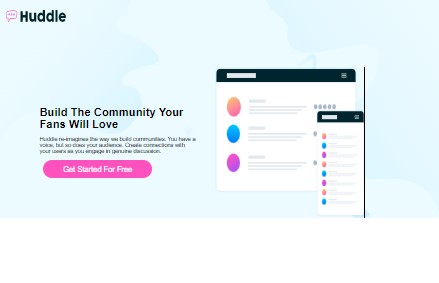 Huddle
Build The Community Your
Fans Will Love
Huddle re-imagines the way we build communities. You have a
voice, but so does your audience. Create connections with
your users as you engage in genuine discussion.
Get Started For Free